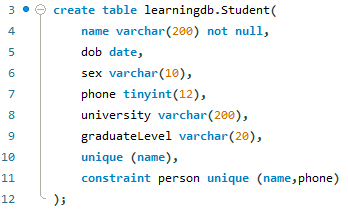 3 create table learningdb.Student(
4 name varchar(200) not null,
5 dob date,
6 sex varchar(10),
7 phone tinyint(12),
8 university varchar(200),
9 graduateLevel varchar(20),
10 unique (name),
11 constraint person unique (name,phone)
12 );